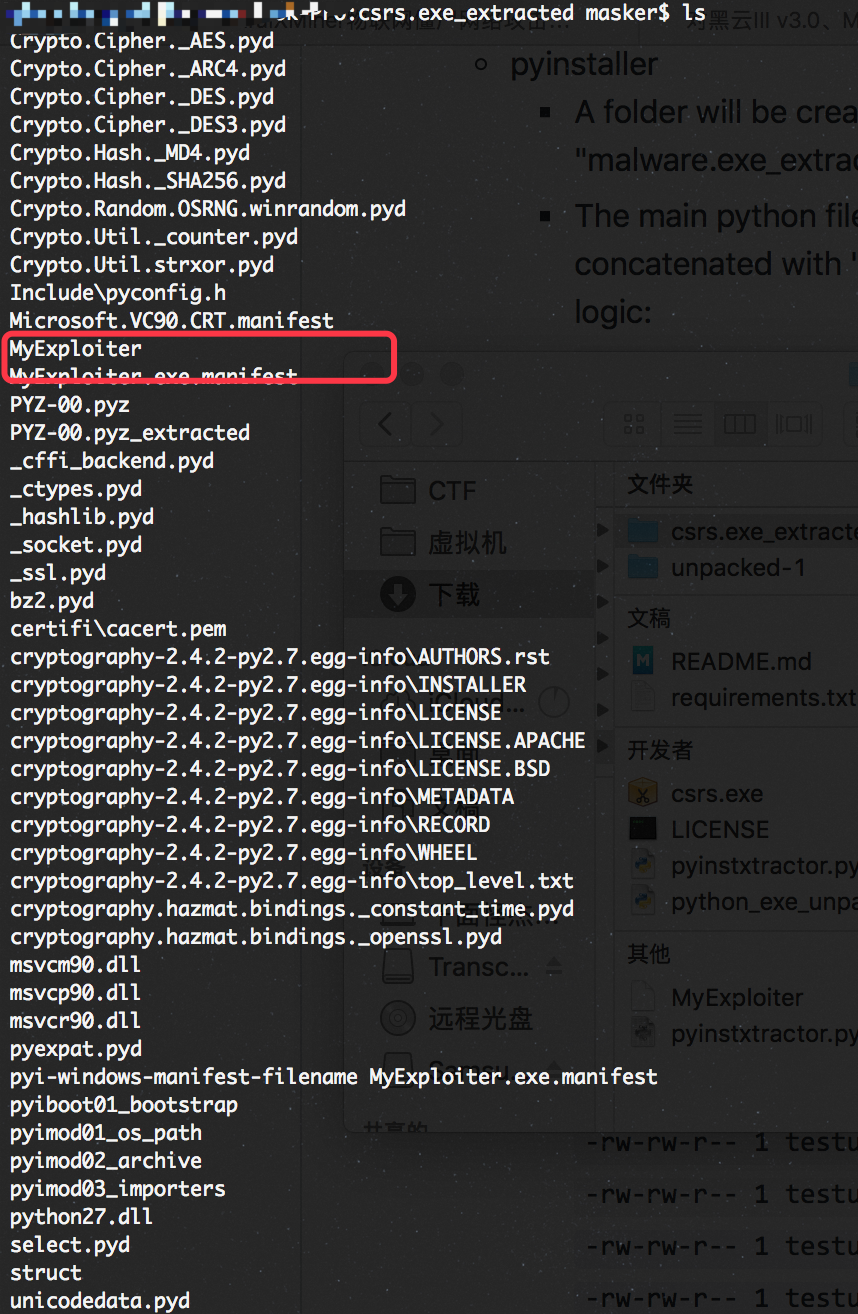 Pro:csrs.exe_extracted masker$ ls
Crypto.Cipher._AES.pyd
Crypto.Cipher._ARC4.pyd
Crypto.Cipher._DES.pyd
Crypto.Cipher._DES3.pyd
Crypto.Hash._MD4.pyd
Crypto.Hash._SHA256.pyd
Crypto.Random.OSRNG.winrandom.pyd
Crypto.Util._counter.pyd
Crypto.Util.strxor.pyd
Include\pyconfig.h
Microsoft.VC90.CRT.manifest
MyExploiter
MyExploiter.exe.manifest
PYZ-00.pyz
PYZ-00.pyz_extracted
_cffi_backend.pyd
_ctypes.pyd
_hashlib.pyd
_socket.pyd
_ssl.pyd
bz2.pyd
certifi\cacert.pem
cryptography-2.4.2-py2.7.egg-info\AUTHORS.rst
cryptography-2.4.2-py2.7.egg-info\INSTALLER
cryptography-2.4.2-py2.7.egg-info\LICENSE
cryptography-2.4.2-py2.7.egg-info\LICENSE.APACHE
cryptography-2.4.2-py2.7.egg-info\LICENSE.BSD
cryptography-2.4.2-py2.7.egg-info\METADATA
cryptography-2.4.2-py2.7.egg-info\RECORD
cryptography-2.4.2-py2.7.egg-info\WHEEL
cryptography-2.4.2-py2.7.egg-info\top_level.txt
cryptography.hazmat.bindings._constant_time.pyd
cryptography.hazmat.bindings._openssl.pyd
msvcm90.dll
msvcp90.dll
msvcr90.dll
pyexpat.pyd
pyi-windows-manifest-filename MyExploiter.exe.manifest
pyiboot01_bootstrap
pyimod01_os_path
pyimod02_archive
pyimod03_importers
python27.dll
select.pyd
struct
unicodedata.pyd
对黑云III v3.0、M
pyinstaller
A folder will be crea
"malware.exe_extrac
The main python file
concatenated with '
logic:
CTF
虚拟机
下载
iCloud...
桌面
文稿
设备
Transc...
远程光盘
Samsu...
共享的
文件夹
csrs.exe_extracte
unpacked-1
文稿
README.md
requirements.txt
开发者
csrs.exe
LICENSE
pyinstxtractor.py
python_exe_unpa
其他
MyExploiter
pyinstxtractor.py
-rw-rw-r-- 1 testu
-rw-rw-r-- 1 testu
-rw-rw-r-- 1 testu
-rw-rw-r-- 1 testu